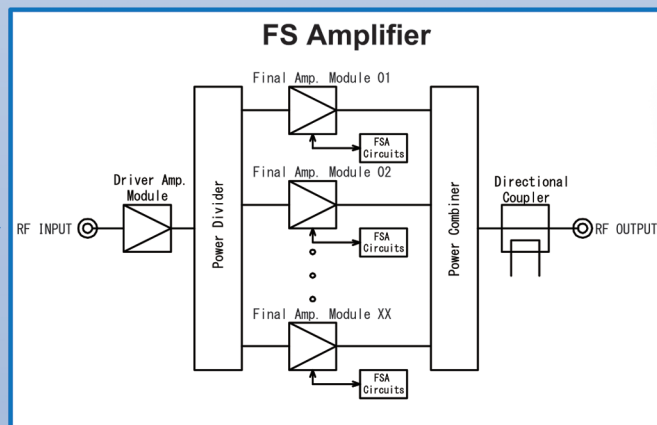 FS Amplifier
Final Amp. Module 01
FSA
Circuits
Final Amp. Module 02
FSA
Circuits
Driver Amp.
Module
Directional
Coupler
RF INPUT
Power Divider
Power Combiner
RF OUTPUT
Final Amp. Module XX
FSA
Circuits